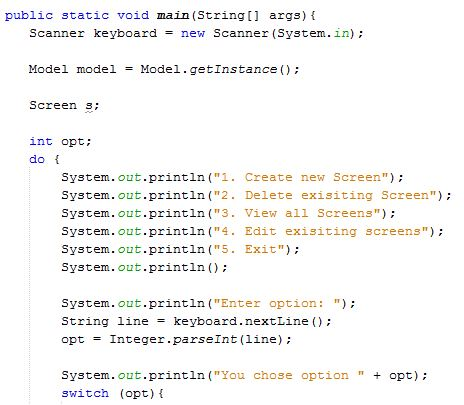 public static void main(String[] args){
Scanner keyboard = new Scanner(System.in);
Model model = Model.getInstance();
Screen s;
int opt;
do {
System.out.println("1. Create new Screen");
System.out.println("2. Delete exisiting Screen");
System.out.println("3. View all Screens");
System.out.println("4. Edit exisiting screens");
System.out.println("5. Exit");
System.out.println();
System.out.println("Enter option: ");
String line = keyboard.nextLine();
opt = Integer.parseInt(line);
System.out.println("You chose option " + opt);
switch (opt){